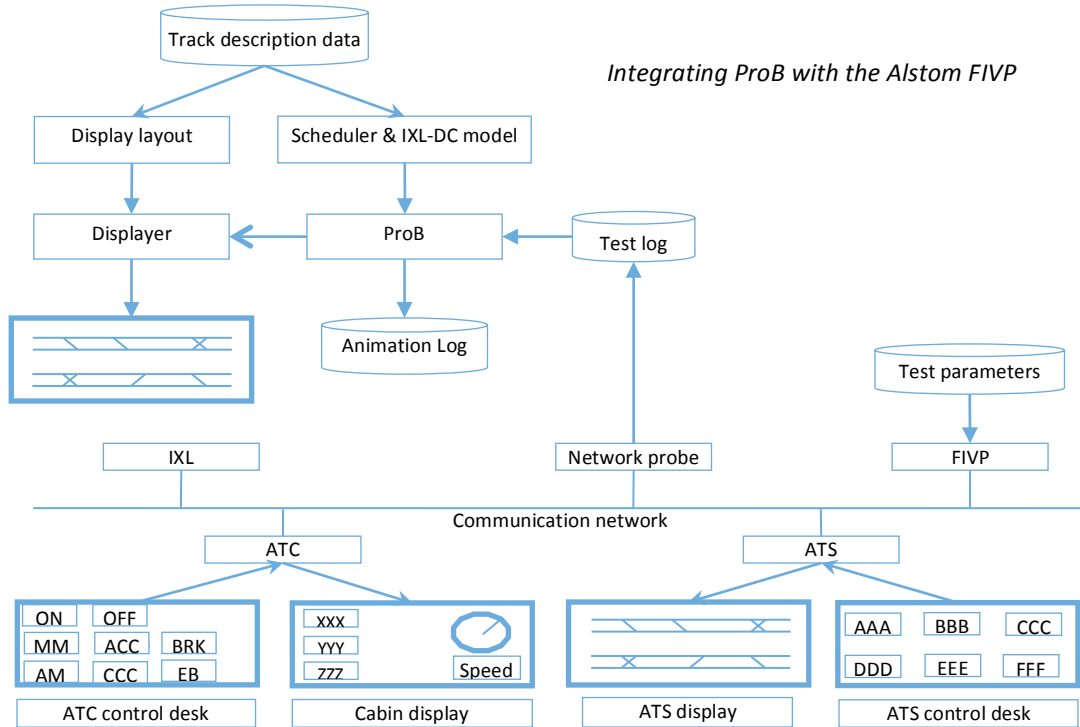 Track description data
Integrating ProB with the Alstom FIVP
Display layout
Scheduler & IXL-DC model
Displayer
ProB
Test log
Animation Log
Test parameters
IXL
Network probe
FIVP
Communication network
ATC
ATS
ON OFF
MM ACC BRK
AM CCC EB
XXX
YYY
ZZZ
Speed
AAA BBB CCC
DDD EEE FFF
ATC control desk
Cabin display
ATS display
ATS control desk